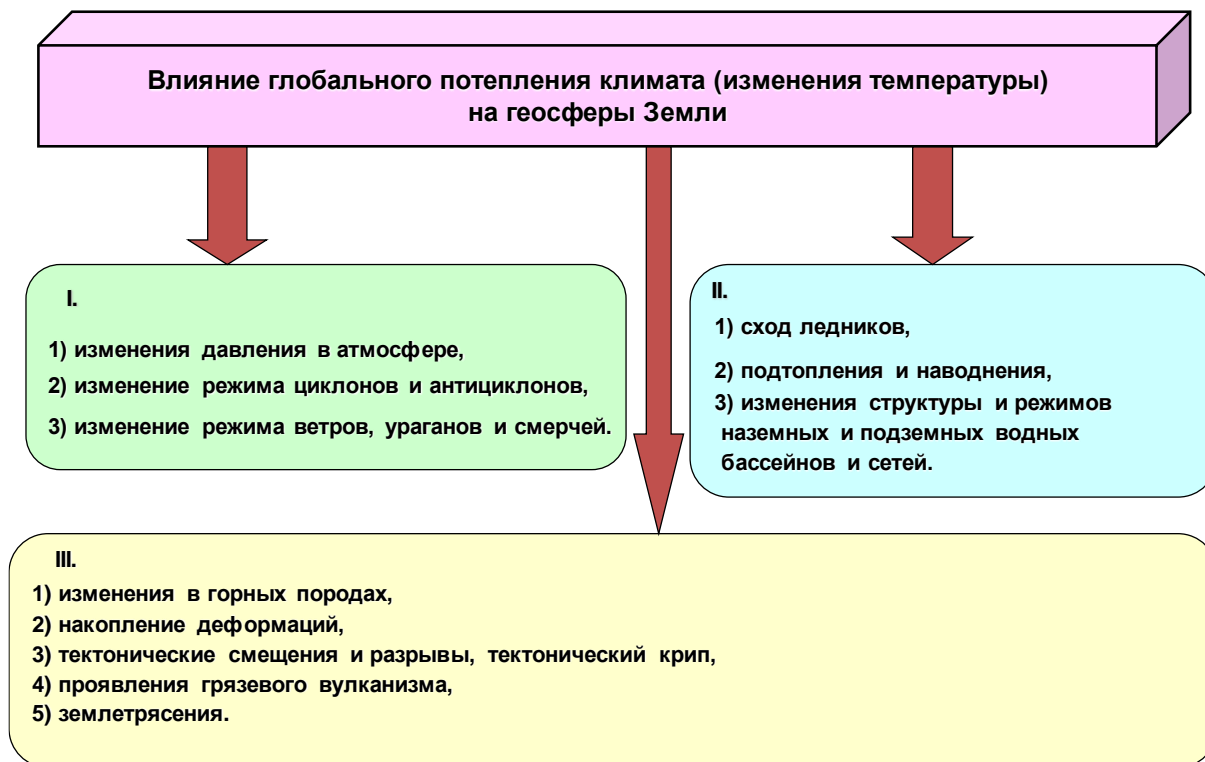 Влияние глобального потепления климата (изменения температуры)
на геосферы Земли
I.
1) изменения давления в атмосфере,
2) изменение режима циклонов и антициклонов,
3) изменение режима ветров, ураганов и смерчей.
II.
1) сход ледников,
2) подтопления и наводнения,
3) изменения структуры и режимов
наземных и подземных водных
бассейнов и сетей.
III.
1) изменения в горных породах,
2) накопление деформаций,
3) тектонические смещения и разрывы, тектонический крип,
4) проявления грязевого вулканизма,
5) землетрясения.